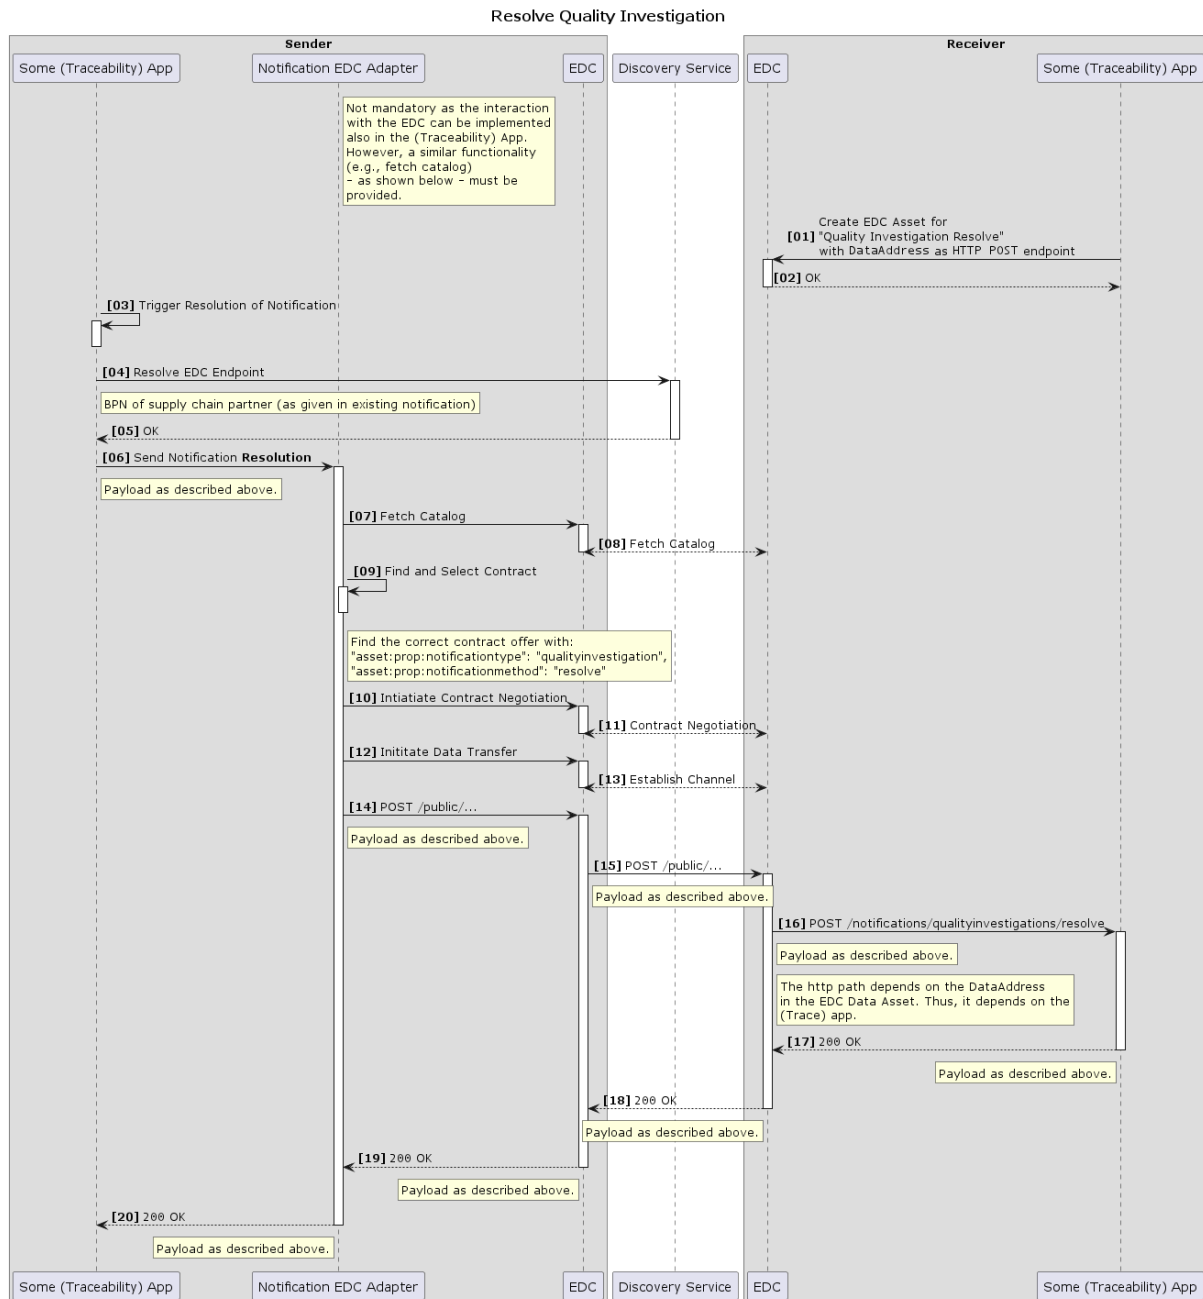 Resolve Quality Investigation
Sender
Receiver
Some (Traceability) App
Notification EDC Adapter
EDC
Discovery Service
EDC
Some (Traceability) App
Not mandatory as the interaction
with the EDC can be implemented
also in the (Traceability) App.
However, a similar functionality
(e.g., fetch catalog)
- as shown below - must be
provided.
Create EDC Asset for
[01] "Quality Investigation Resolve"
with DataAddress as HTTP POST endpoint
[02] OK
[03] Trigger Resolution of Notification
[04] Resolve EDC Endpoint
BPN of supply chain partner (as given in existing notification)
[05] OK
[06] Send Notification Resolution
Payload as described above.
[07] Fetch Catalog
[08] Fetch Catalog
[09] Find and Select Contract
Find the correct contract offer with:
"asset:prop:notificationtype": "qualityinvestigation",
"asset:prop:notificationmethod": "resolve"
[10] Intiatiate Contract Negotiation
[11] Contract Negotiation
[12] Inititate Data Transfer
[13] Establish Channel
[14] POST /public/...
Payload as described above.
[15] POST /public/...
Payload as described above.
[16] POST /notifications/qualityinvestigations/resolve
Payload as described above.
The http path depends on the DataAddress
in the EDC Data Asset. Thus, it depends on the
(Trace) app.
[17] 200 OK
Payload as described above.
[18] 200 OK
Payload as described above.
[19] 200 OK
Payload as described above.
[20] 200 OK
Payload as described above.
Some (Traceability) App
Notification EDC Adapter
EDC
Discovery Service
EDC
Some (Traceability) App